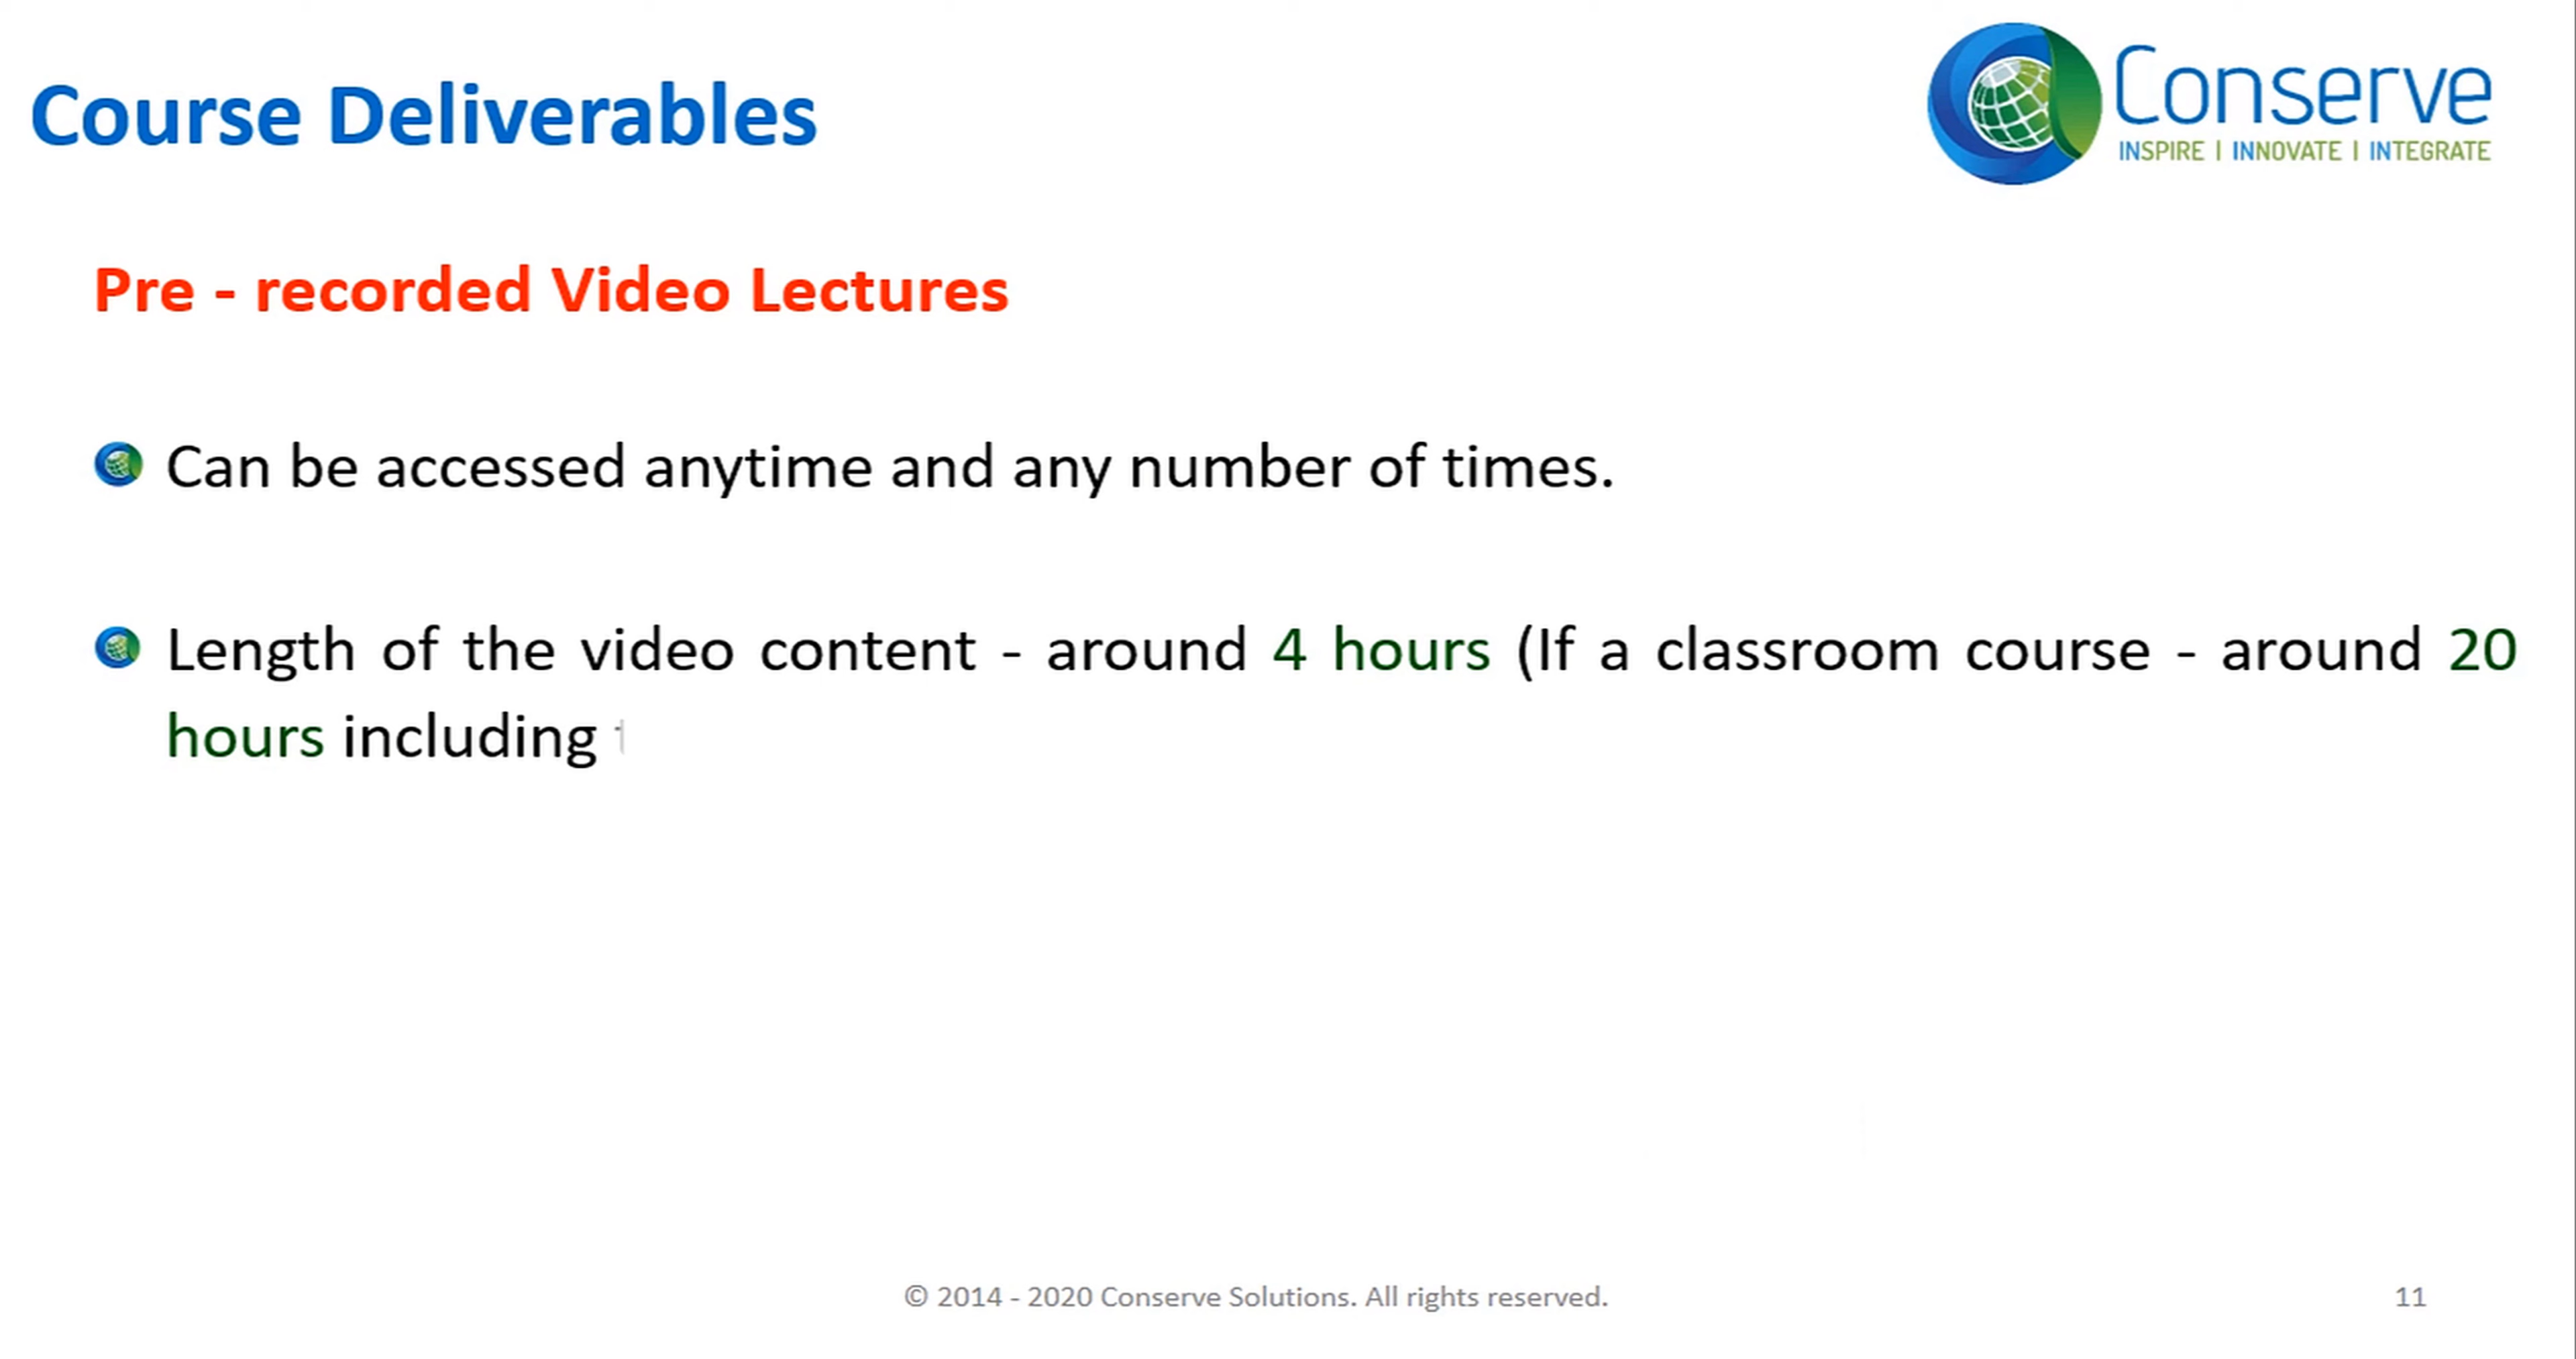 Course Deliverables
Conserve
INSPIRE | INNOVATE | INTEGRATE
Pre - recorded Video Lectures
Can be accessed anytime and any number of times.
Length of the video content - around 4 hours (If a classroom course - around 20
hours including
© 2014 - 2020 Conserve Solutions. All rights reserved.
11